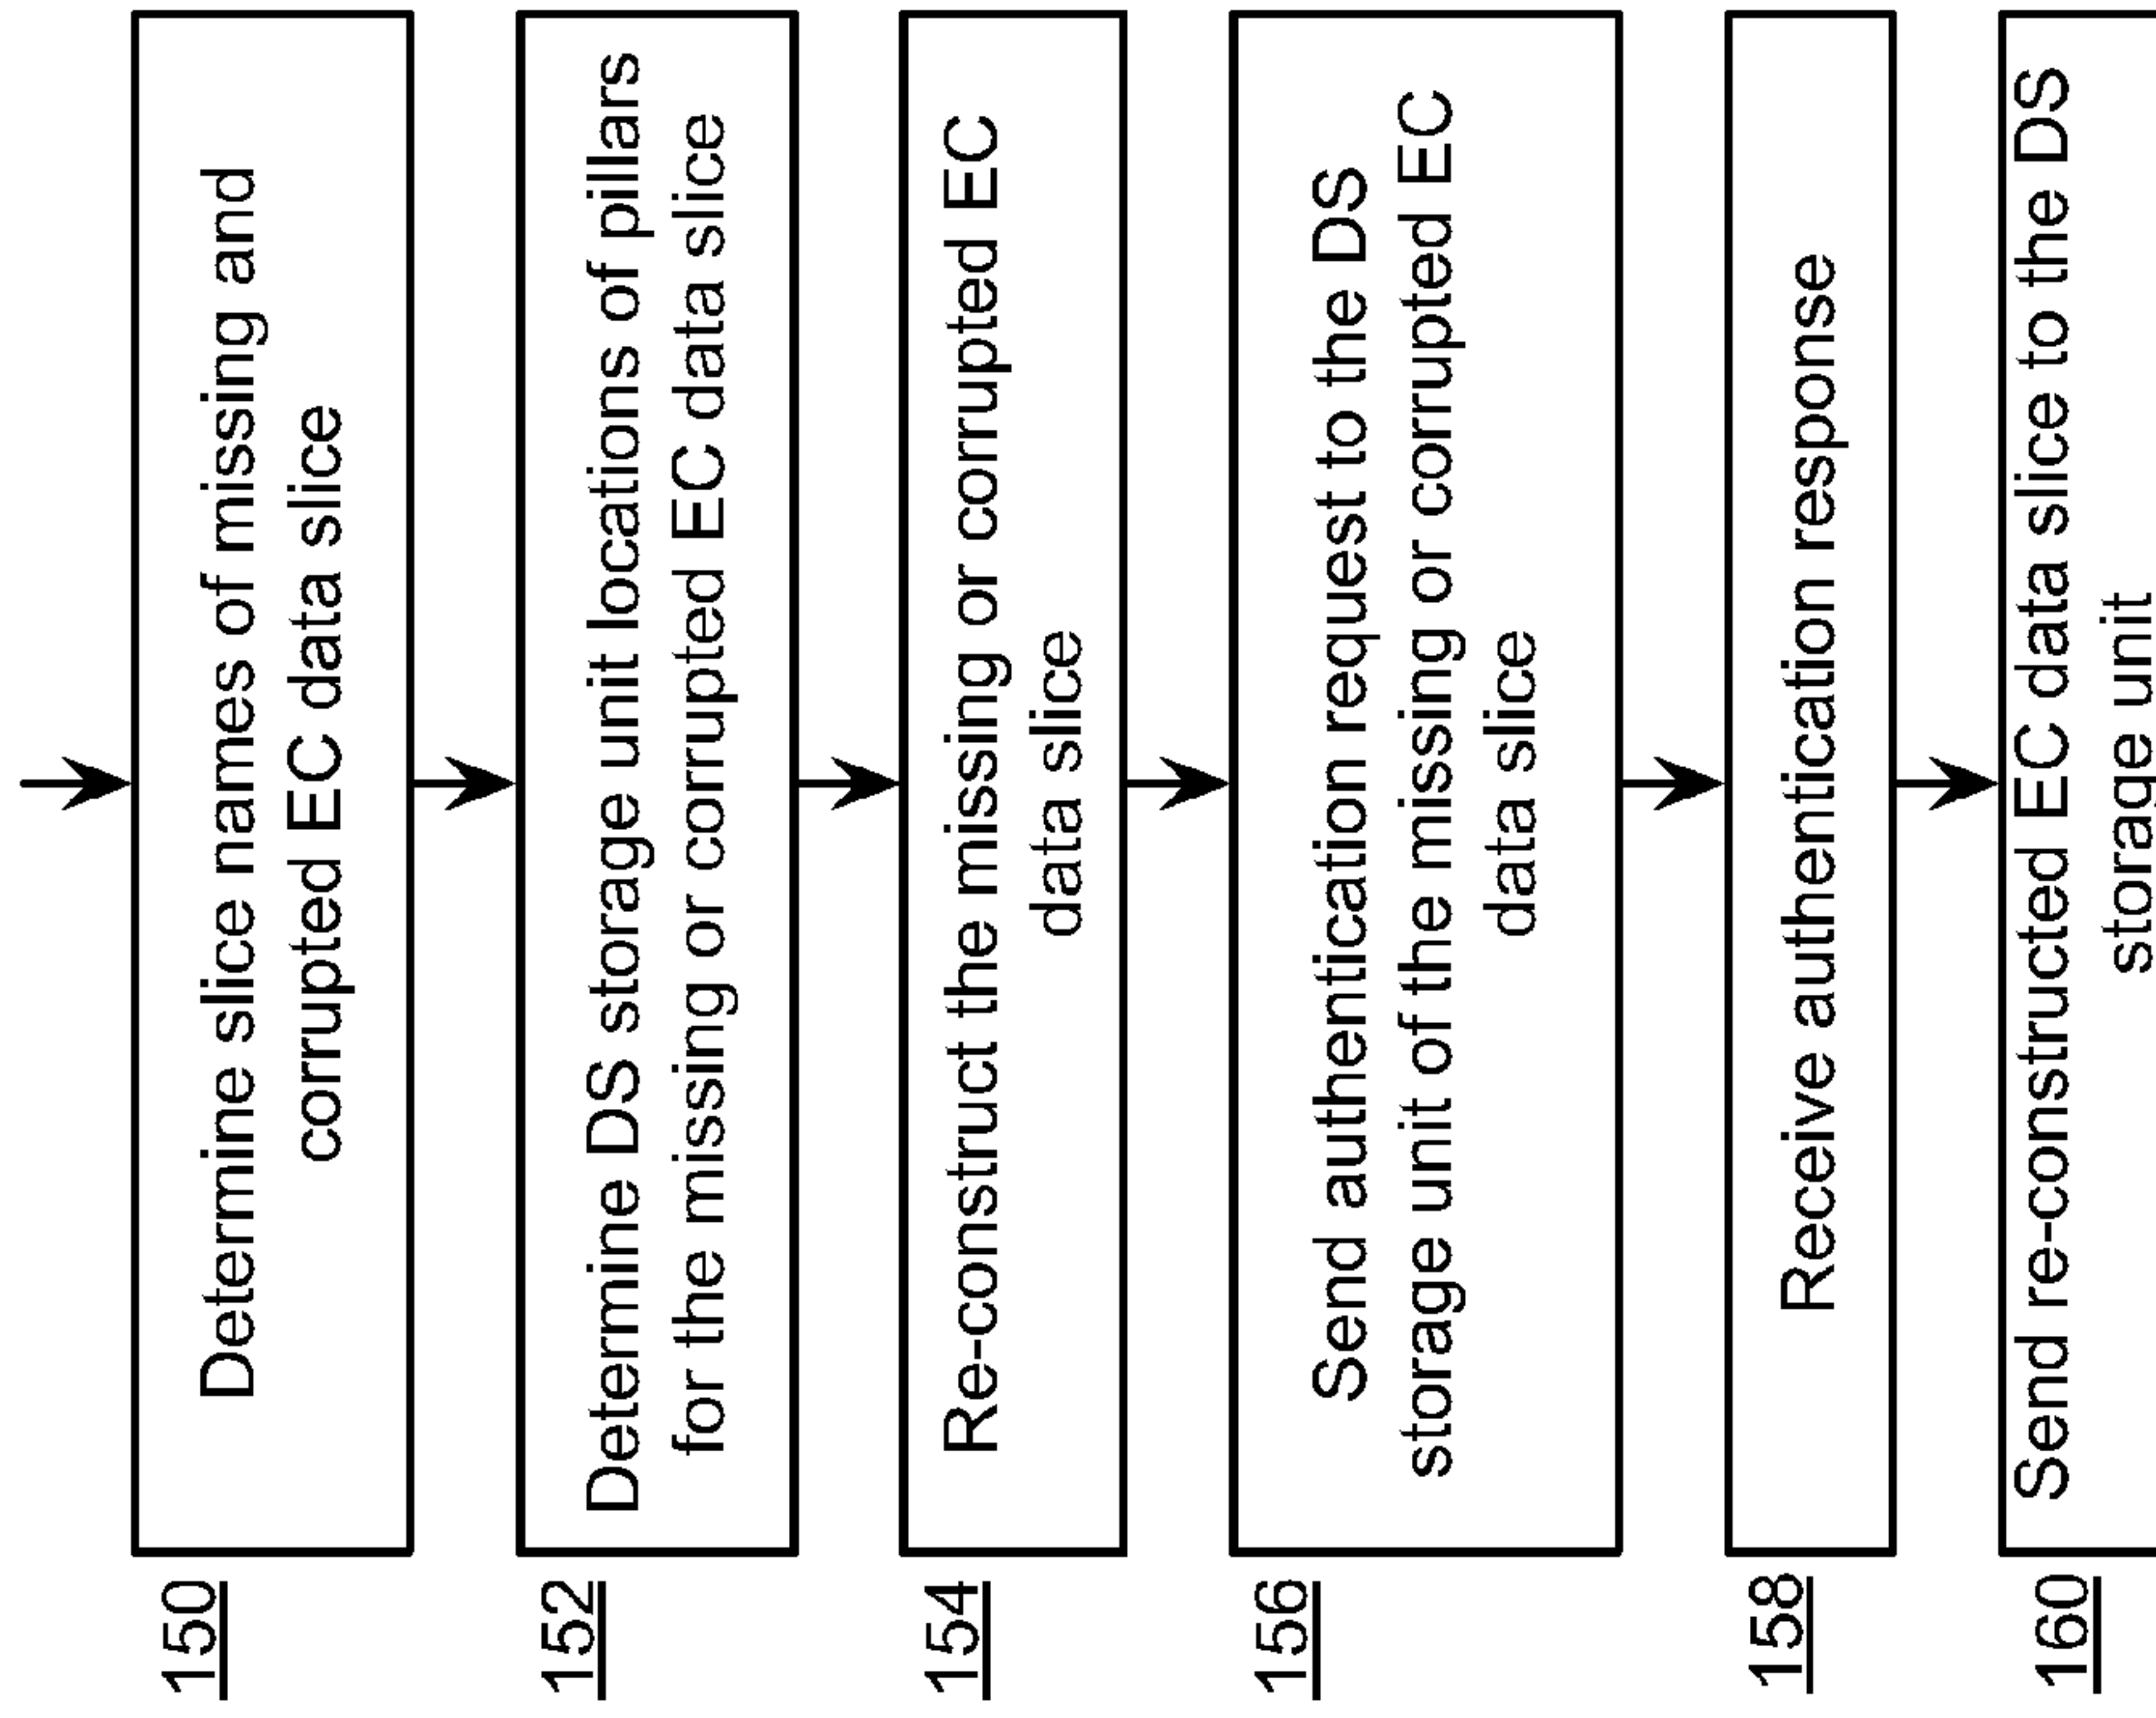 150
Determine slice names of missing and
corrupted EC data slice
152
Determine DS storage unit locations of pillars
for the missing or corrupted EC data slice
154
Re-construct the missing or corrupted EC
data slice
156
Send authentication request to the DS
storage unit of the missing or corrupted EC
data slice
158
Receive authentication response
160
Send re-constructed EC data slice to the DS
storage unit